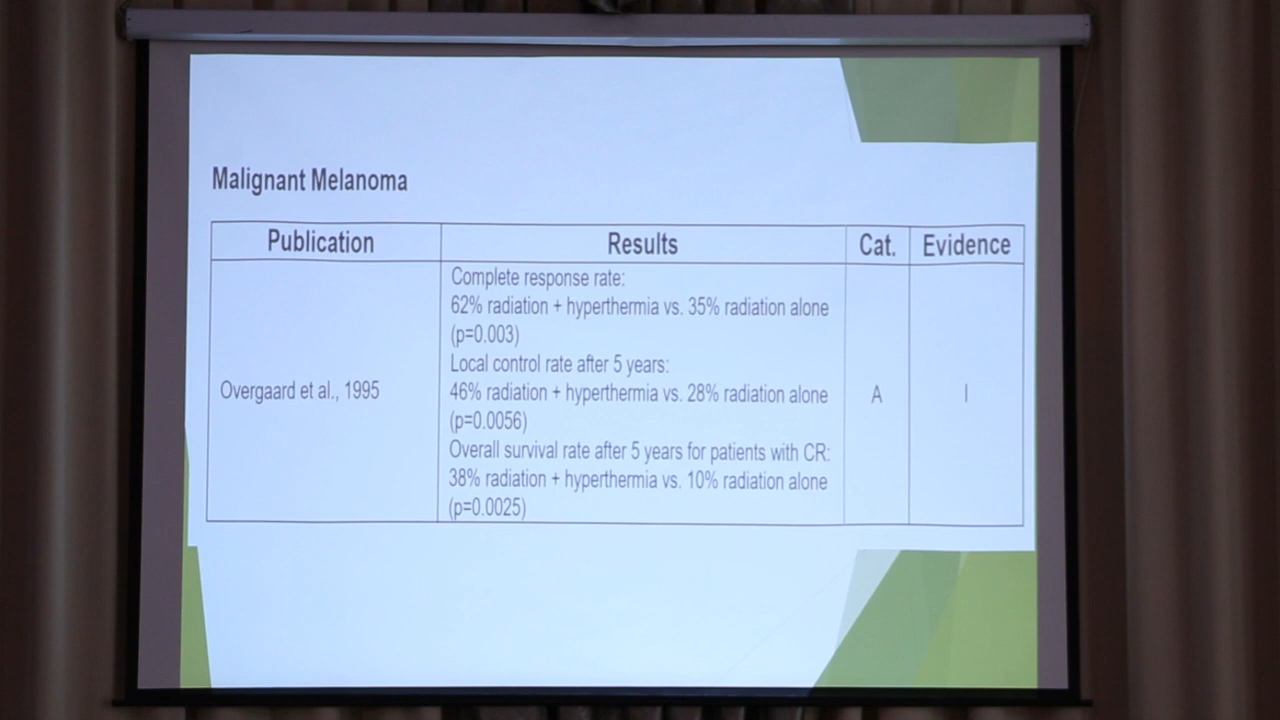 Malignant Melanoma
Publication Results Cat. Evidence
Complete response rate:
62% radiation + hyperthermia vs. 35% radiation alone
(p=0.003)
Local control rate after 5 years:
Overgaard et al., 1995 46% radiation + hyperthermia vs. 28% radiation alone A I
(p=0.0056)
Overall survival rate after 5 years for patients with CR:
38% radiation + hyperthermia vs. 10% radiation alone
(p=0.0025)